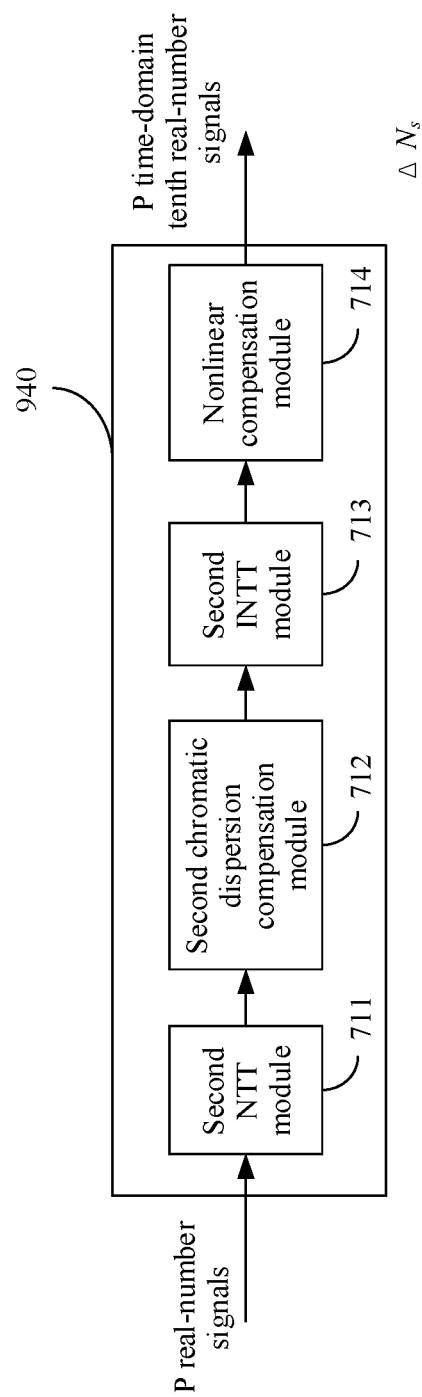 940
P real-number
signals
Second
NTT
module
711
Second chromatic
dispersion
compensation
module
712
Second
INTT
module
713
Nonlinear
compensation
module
714
P time-domain
tenth real-number
signals
△ Ns